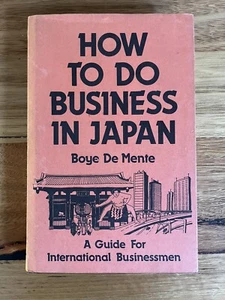 HOW
TO DO
BUSINESS
IN JAPAN
Boye De Mente
A Guide For
International Businessmen